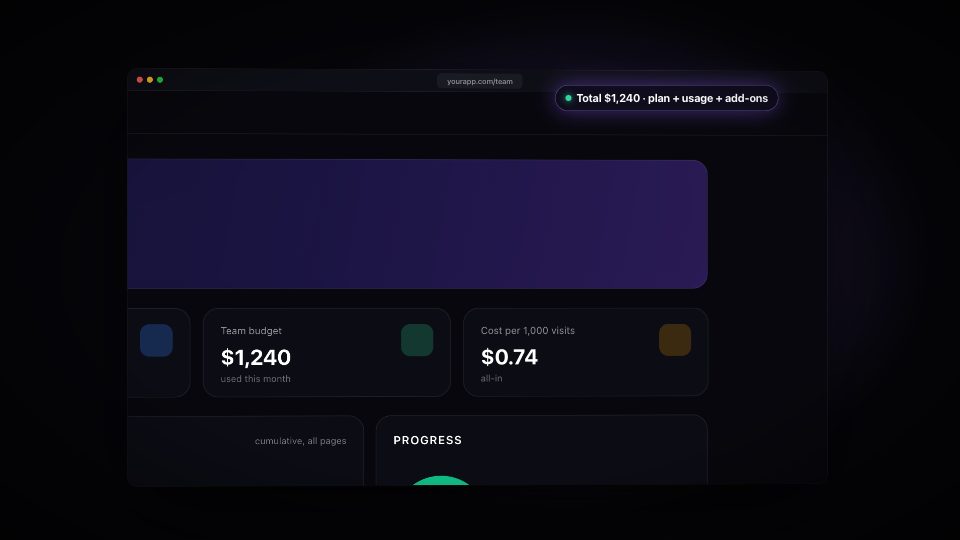 yourapp.com/team
Total $1,240 · plan + usage + add-ons
Team budget
$1,240
used this month
Cost per 1,000 visits
$0.74
all-in
cumulative, all pages
PROGRESS